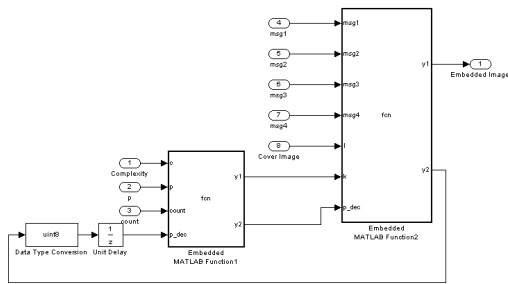 4
msg1
5
msg2
6
msg3
7
msg4
8
Cover Image
msg1
msg2
msg3
msg4
I
k
p_dec
fcn
y1
y2
Embedded
MATLAB Function2
1
Embedded Image
1
Complexity
2
p
3
count
c
p
count
p_dec
fcn
y1
y2
Embedded
MATLAB Function1
uint8
Data Type Conversion
1
z
Unit Delay